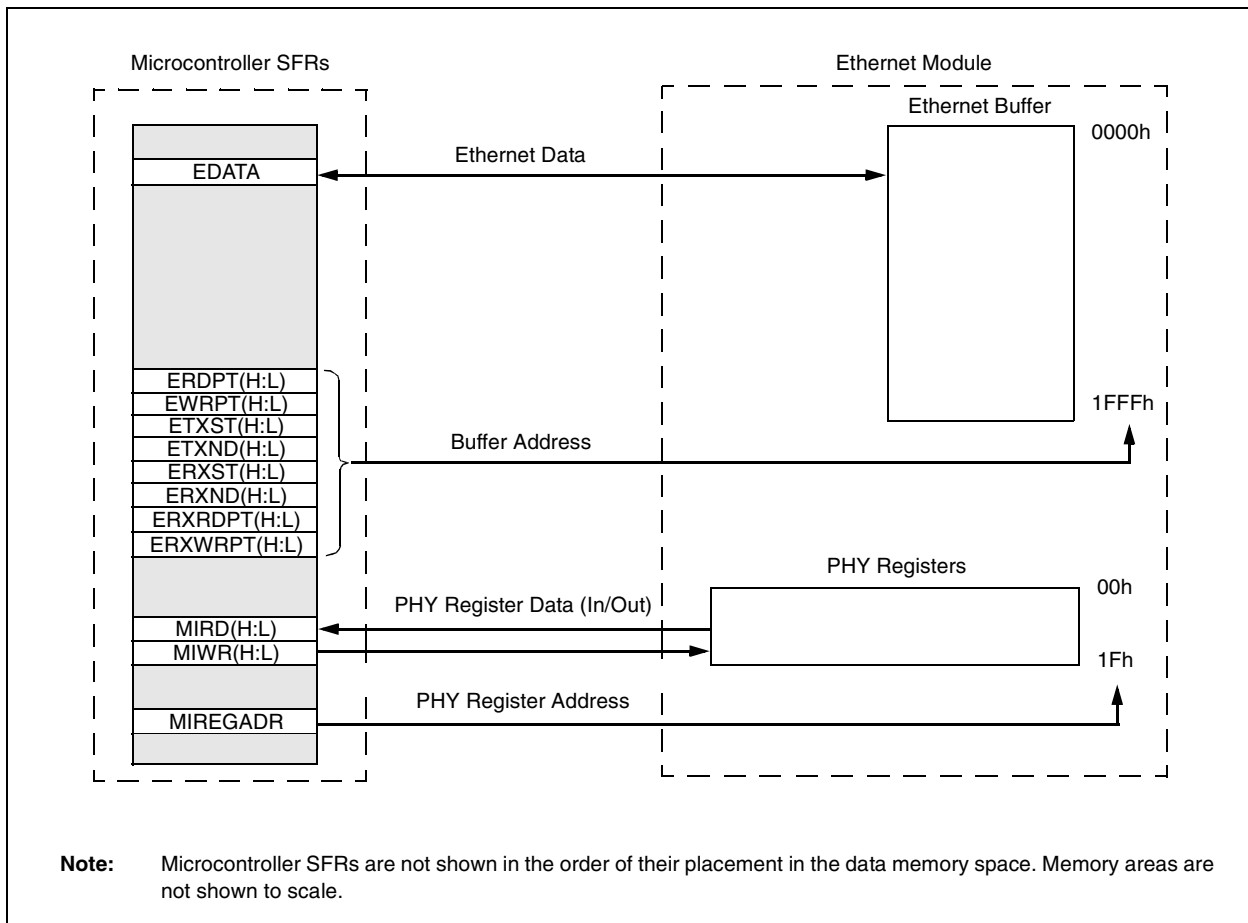 Microcontroller SFRs
Ethernet Module
Ethernet Buffer
0000h
Ethernet Data
EDATA
ERDPT(H:L)
EWRPT(H:L)
ETXST(H:L)
ETXND(H:L)
ERXST(H:L)
ERXND(H:L)
ERXRDPT(H:L)
ERXWRPT(H:L)
Buffer Address
1FFFh
PHY Registers
00h
PHY Register Data (In/Out)
MIRD(H:L)
MIWR(H:L)
1Fh
PHY Register Address
MIREGADR
Note: Microcontroller SFRs are not shown in the order of their placement in the data memory space. Memory areas are
not shown to scale.